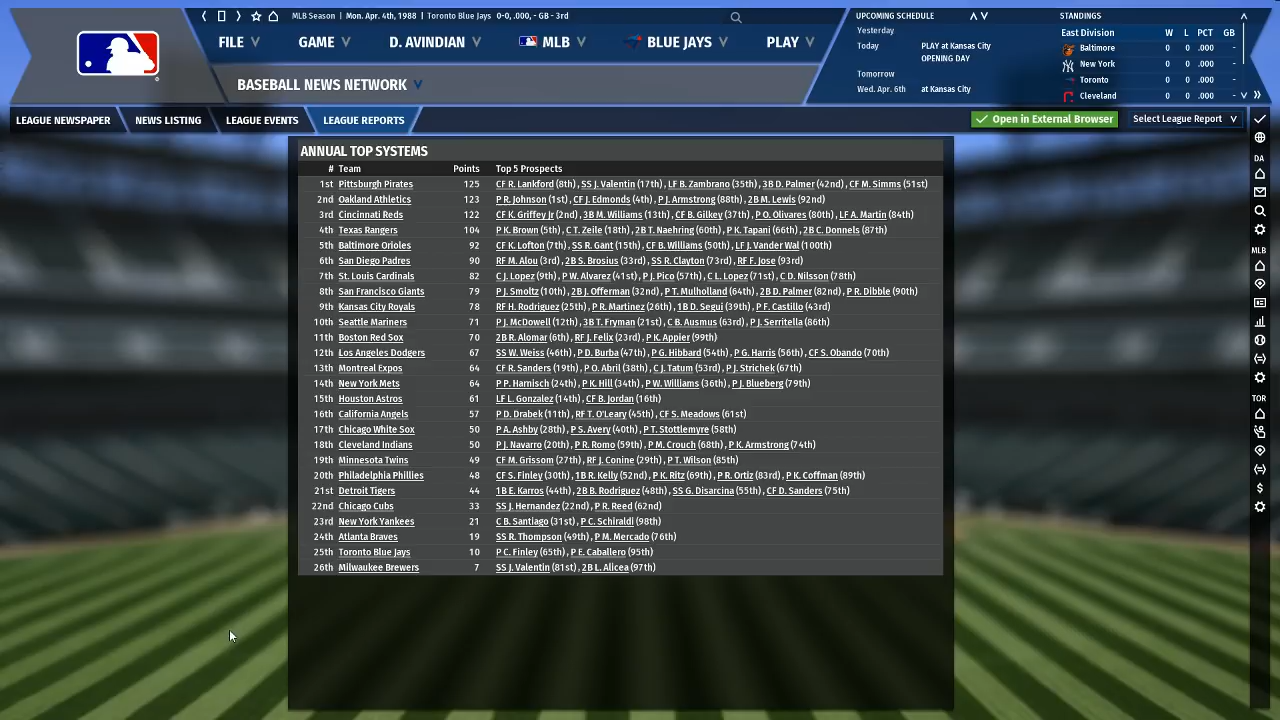 MLB Season | Mon. Apr. 4th, 1988 | Toronto Blue Jays 0-0, .000, - GB - 3rd
FILE GAME D. AVINDIAN MLB BLUE JAYS PLAY
BASEBALL NEWS NETWORK
UPCOMING SCHEDULE
Yesterday
Today PLAY at Kansas City
OPENING DAY
Tomorrow
Wed. Apr. 6th at Kansas City
STANDINGS
East Division W L PCT GB
Baltimore 0 0 .000 -
New York 0 0 .000 -
Toronto 0 0 .000 -
Cleveland 0 0 .000 -
LEAGUE NEWSPAPER NEWS LISTING LEAGUE EVENTS LEAGUE REPORTS
Open in External Browser Select League Report
ANNUAL TOP SYSTEMS
# Team Points Top 5 Prospects
1st Pittsburgh Pirates 125 CF R. Lankford (8th), SS J. Valentin (17th), LF B. Zambrano (35th), 3B D. Palmer (42nd), CF M. Simms (51st)
2nd Oakland Athletics 123 P R. Johnson (1st), CF J. Edmonds (4th), P J. Armstrong (88th), 2B M. Lewis (92nd)
3rd Cincinnati Reds 122 CF K. Griffey Jr (2nd), 3B M. Williams (13th), CF B. Gilkey (37th), P O. Olivares (80th), LF A. Martin (84th)
4th Texas Rangers 104 P K. Brown (5th), C T. Zeile (18th), 2B T. Naehring (60th), P K. Tapani (66th), 2B C. Donnels (87th)
5th Baltimore Orioles 92 CF K. Lofton (7th), SS R. Gant (15th), CF B. Williams (50th), LF J. Vander Wal (100th)
6th San Diego Padres 90 RF M. Alou (3rd), 2B S. Brosius (33rd), SS R. Clayton (73rd), RF F. Jose (93rd)
7th St. Louis Cardinals 82 C J. Lopez (9th), P W. Alvarez (41st), P J. Pico (57th), C L. Lopez (71st), C D. Nilsson (78th)
8th San Francisco Giants 79 P J. Smoltz (10th), 2B J. Offerman (32nd), P T. Mulholland (64th), 2B D. Palmer (82nd), P R. Dibble (90th)
9th Kansas City Royals 78 RF H. Rodriguez (25th), P R. Martinez (26th), 1B D. Segui (39th), P F. Castillo (43rd)
10th Seattle Mariners 71 P J. McDowell (12th), 3B T. Fryman (21st), C B. Ausmus (63rd), P J. Serritella (86th)
11th Boston Red Sox 70 2B R. Alomar (6th), RF J. Felix (23rd), P K. Appier (99th)
12th Los Angeles Dodgers 67 SS W. Weiss (46th), P D. Burba (47th), P G. Hibbard (54th), P G. Harris (56th), CF S. Obando (70th)
13th Montreal Expos 64 CF R. Sanders (19th), P O. Abril (38th), C J. Tatum (53rd), P J. Strichek (67th)
14th New York Mets 64 P P. Harnisch (24th), P K. Hill (34th), P W. Williams (36th), P J. Blueberg (79th)
15th Houston Astros 61 LF L. Gonzalez (14th), CF B. Jordan (16th)
16th California Angels 57 P D. Drabek (11th), RF T. O'Leary (45th), CF S. Meadows (61st)
17th Chicago White Sox 50 P A. Ashby (28th), P S. Avery (40th), P T. Stottlemyre (58th)
18th Cleveland Indians 50 P J. Navarro (20th), P R. Romo (59th), P M. Crouch (68th), P K. Armstrong (74th)
19th Minnesota Twins 49 CF M. Grissom (27th), RF J. Conine (29th), P T. Wilson (85th)
20th Philadelphia Phillies 48 CF S. Finley (30th), 1B R. Kelly (52nd), P K. Ritz (69th), P R. Ortiz (83rd), P K. Coffman (89th)
21st Detroit Tigers 44 1B E. Karros (44th), 2B B. Rodriguez (48th), SS G. Disarcina (55th), CF D. Sanders (75th)
22nd Chicago Cubs 33 SS J. Hernandez (22nd), P R. Reed (62nd)
23rd New York Yankees 21 C B. Santiago (31st), P C. Schiraldi (98th)
24th Atlanta Braves 19 SS R. Thompson (49th), P M. Mercado (76th)
25th Toronto Blue Jays 10 P C. Finley (65th), P E. Caballero (95th)
26th Milwaukee Brewers 7 SS J. Valentin (81st), 2B L. Alicea (97th)
DA
MLB
TOR